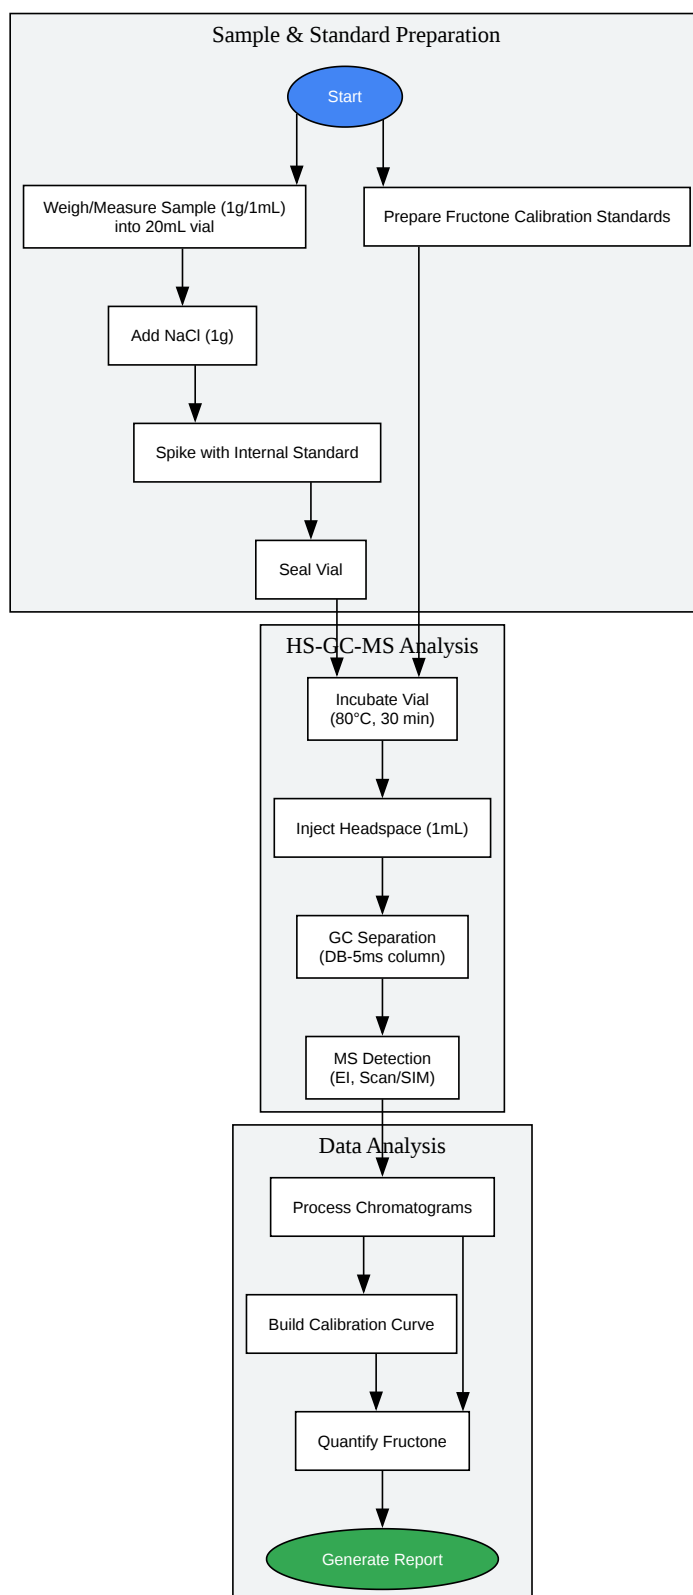 Sample & Standard Preparation
Start
Weigh/Measure Sample (1g/1mL)
into 20mL vial
Prepare Fructone Calibration Standards
Add NaCl (1g)
Spike with Internal Standard
Seal Vial
HS-GC-MS Analysis
Incubate Vial
(80°C, 30 min)
Inject Headspace (1mL)
GC Separation
(DB-5ms column)
MS Detection
(EI, Scan/SIM)
Data Analysis
Process Chromatograms
Build Calibration Curve
Quantify Fructone
Generate Report